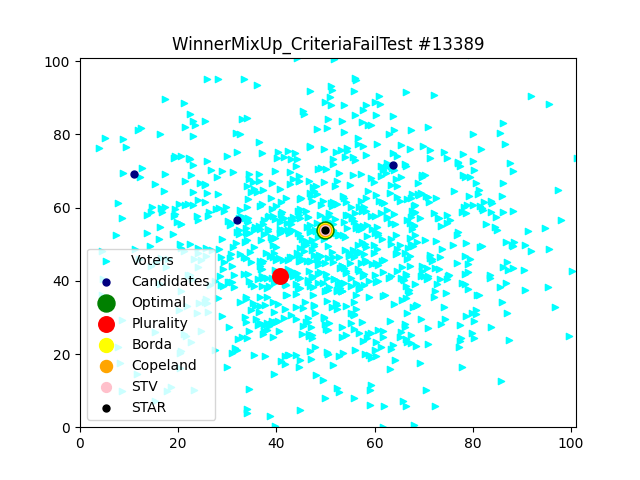 WinnerMixUp_CriteriaFailTest #13389
100
80
60
40
20
0
0
20
40
60
80
100
Voters
Candidates
Optimal
Plurality
Borda
Copeland
STV
STAR